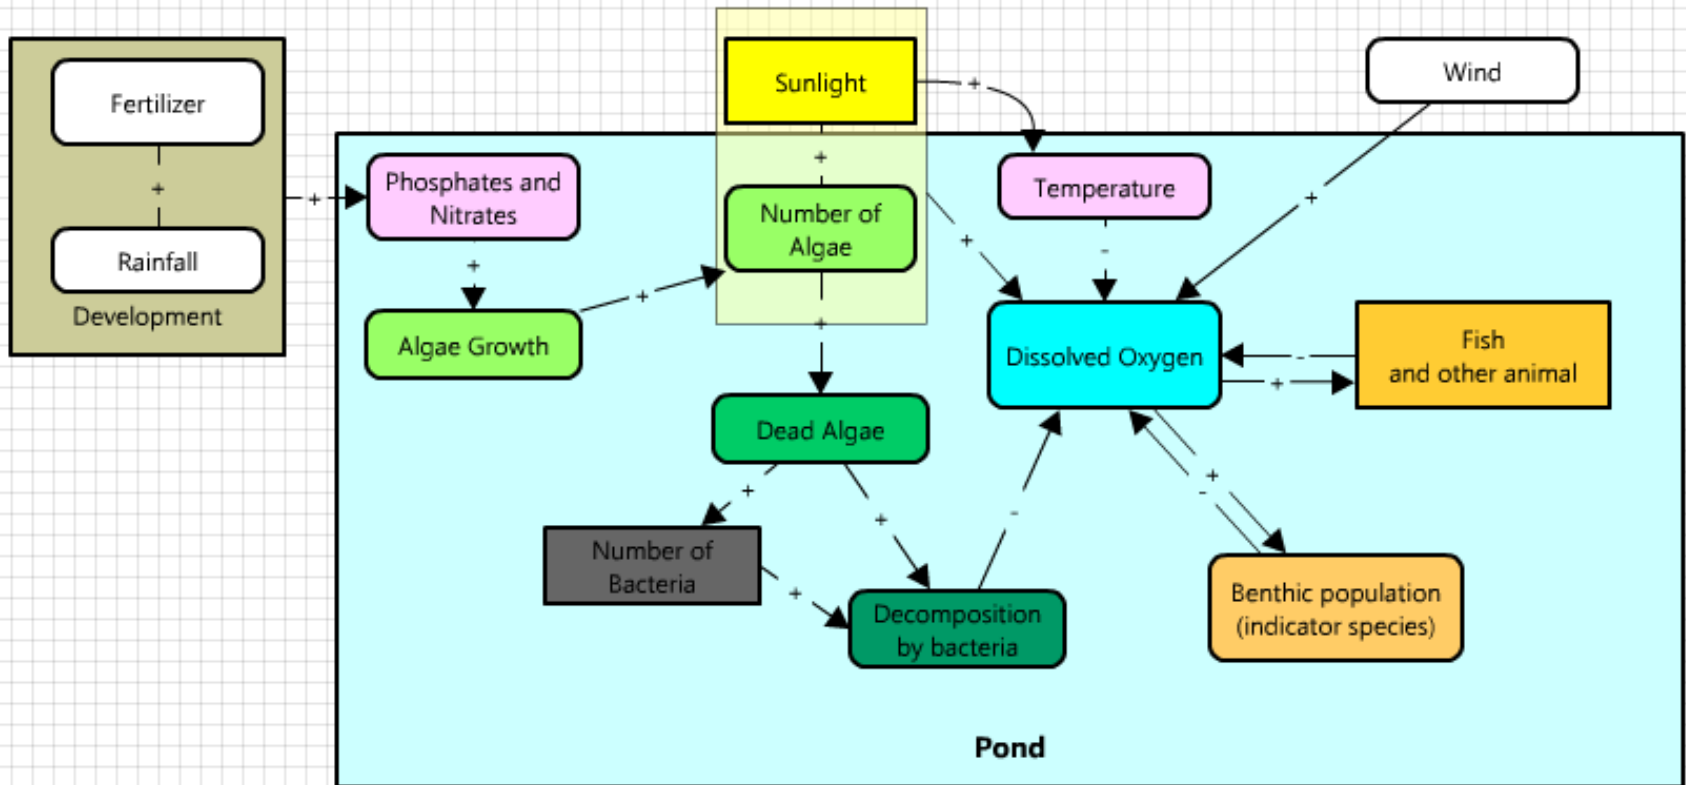 Fertilizer
+
Rainfall
Development
+
Phosphates and
Nitrates
+
Algae Growth
+
Sunlight
+
Number of
Algae
+
+
Temperature
-
+
Wind
+
Dissolved Oxygen
-
+
Fish
and other animal
+
Dead Algae
+
+
Number of
Bacteria
+
Decomposition
by bacteria
-
+
-
Benthic population
(indicator species)
Pond